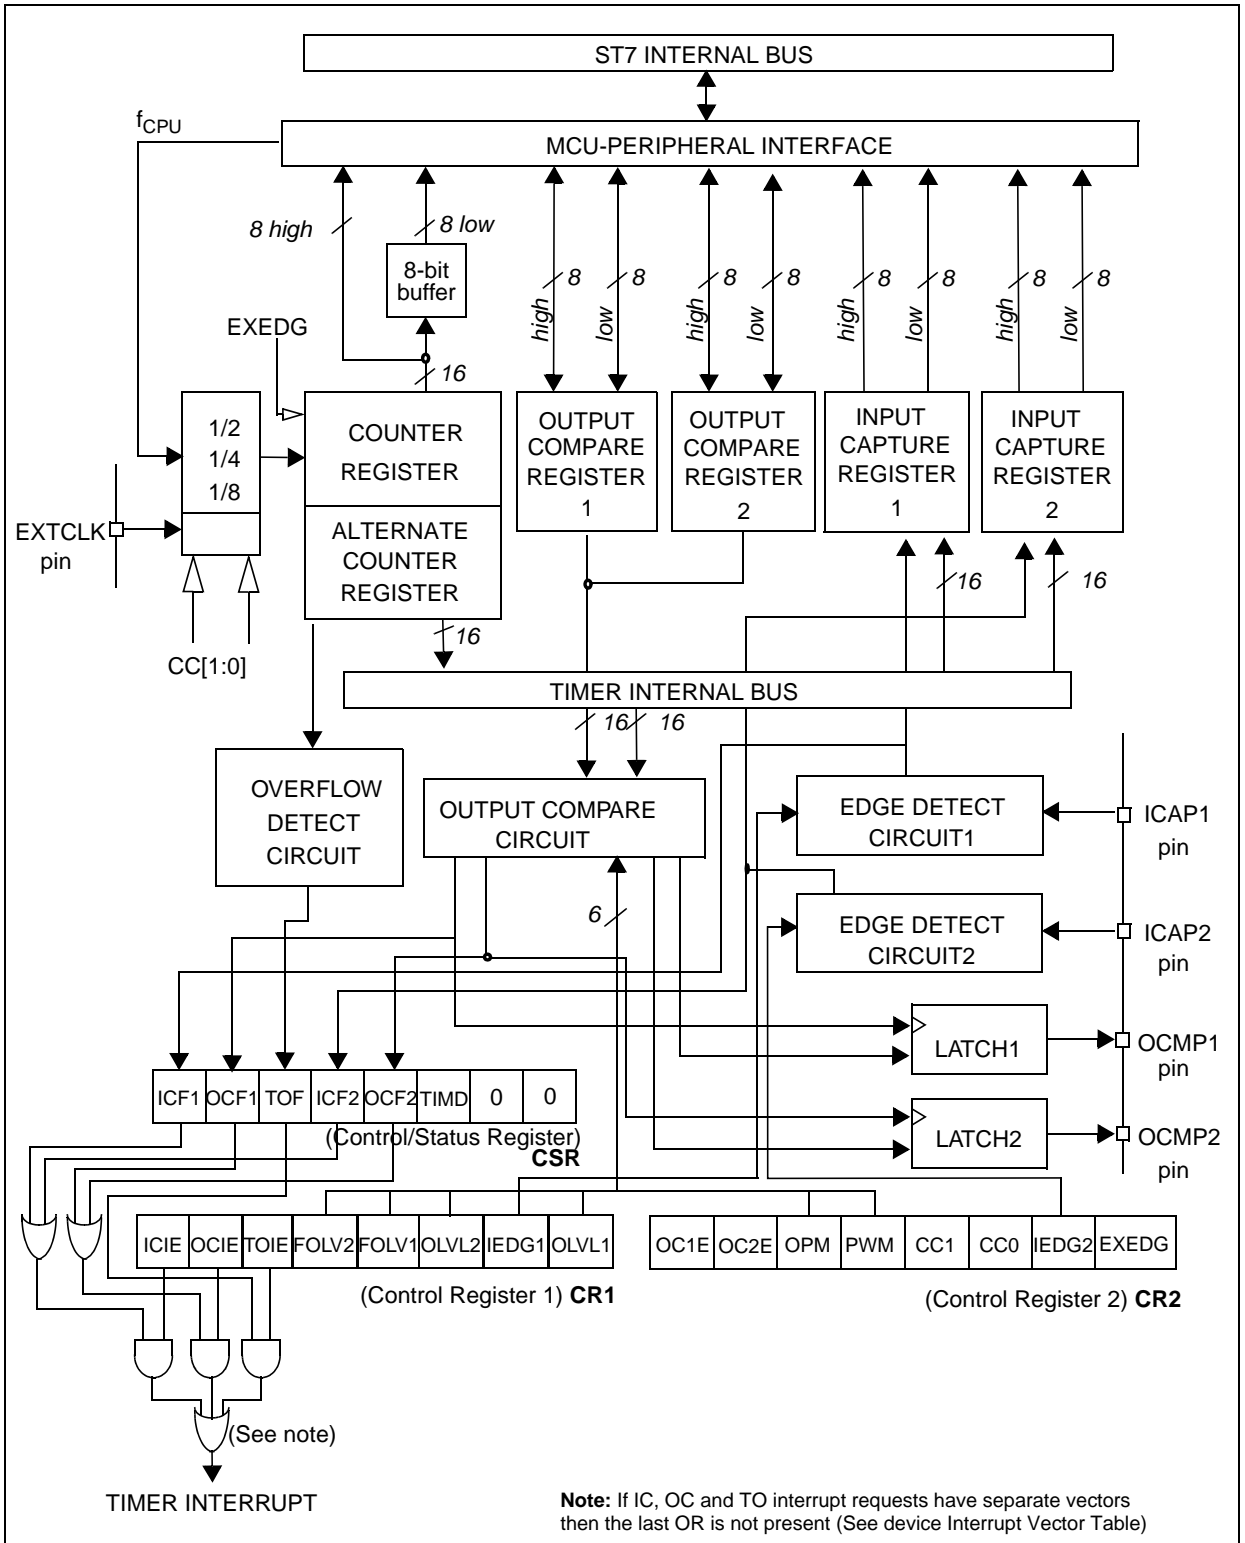 ST7 INTERNAL BUS
fCPU
MCU-PERIPHERAL INTERFACE
8 high
8 low
8-bit
buffer
8
8
8
8
8
8
8
8
high
low
high
low
high
low
high
low
EXEDG
16
1/2
1/4
1/8
COUNTER
REGISTER
OUTPUT
COMPARE
REGISTER
1
OUTPUT
COMPARE
REGISTER
2
INPUT
CAPTURE
REGISTER
1
INPUT
CAPTURE
REGISTER
2
EXTCLK
pin
ALTERNATE
COUNTER
REGISTER
16
16
16
CC[1:0]
TIMER INTERNAL BUS
16
16
OVERFLOW
DETECT
CIRCUIT
OUTPUT COMPARE
CIRCUIT
EDGE DETECT
CIRCUIT1
ICAP1
pin
6
EDGE DETECT
CIRCUIT2
ICAP2
pin
LATCH1
OCMP1
pin
ICF1 OCF1 TOF ICF2 OCF2 TIMD 0 0
(Control/Status Register)
CSR
LATCH2
OCMP2
pin
ICIE OCIE TOIE FOLV2 FOLV1 OLVL2 IEDG1 OLVL1
OC1E OC2E OPM PWM CC1 CC0 IEDG2 EXEDG
(Control Register 1) CR1
(Control Register 2) CR2
(See note)
TIMER INTERRUPT
Note: If IC, OC and TO interrupt requests have separate vectors
then the last OR is not present (See device Interrupt Vector Table)